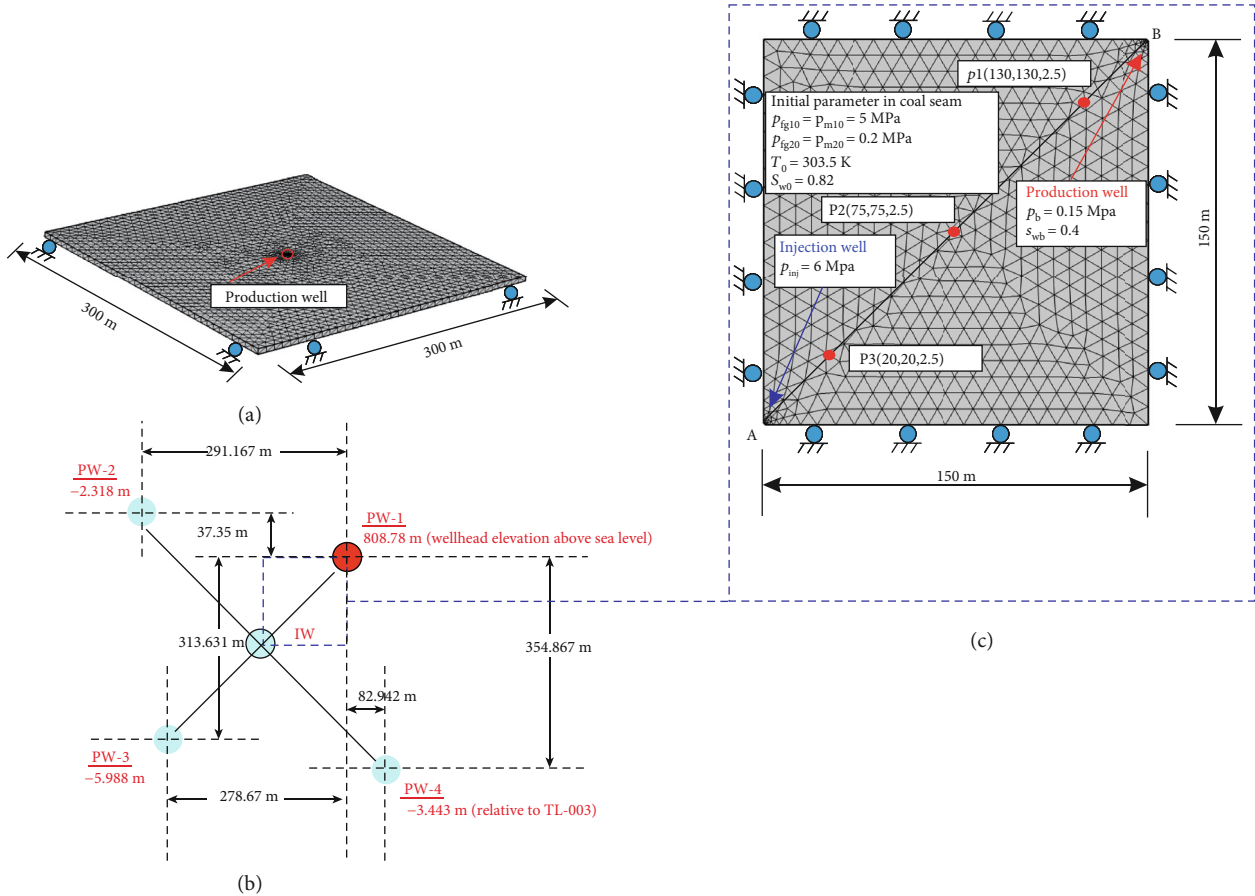 Production well
300 m
300 m
(a)
291.167 m
PW-2
−2.318 m
37.35 m
PW-1
808.78 m (wellhead elevation above sea level)
313.631 m
IW
354.867 m
82.942 m
PW-3
−5.988 m
278.67 m
PW-4
−3.443 m (relative to TL-003)
(b)
B
p1(130,130,2.5)
Initial parameter in coal seam
pfg10 = pm10 = 5 MPa
pfg20 = pm20 = 0.2 MPa
T0 = 303.5 K
Sw0 = 0.82
P2(75,75,2.5)
Production well
pb = 0.15 Mpa
swb = 0.4
Injection well
pinj = 6 Mpa
P3(20,20,2.5)
A
150 m
150 m
(c)